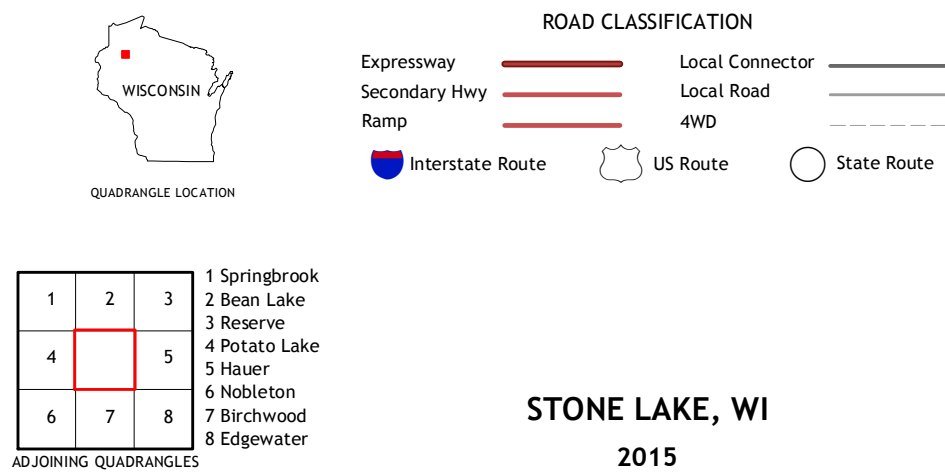 WISCONSIN
QUADRANGLE LOCATION
ROAD CLASSIFICATION
Expressway
Local Connector
Secondary Hwy
Local Road
Ramp
4WD
Interstate Route
US Route
State Route
1 2 3
4 5
6 7 8
1 Springbrook
2 Bean Lake
3 Reserve
4 Potato Lake
5 Hauer
6 Nobleton
7 Birchwood
8 Edgewater
ADJOINING QUADRANGLES
STONE LAKE, WI
2015